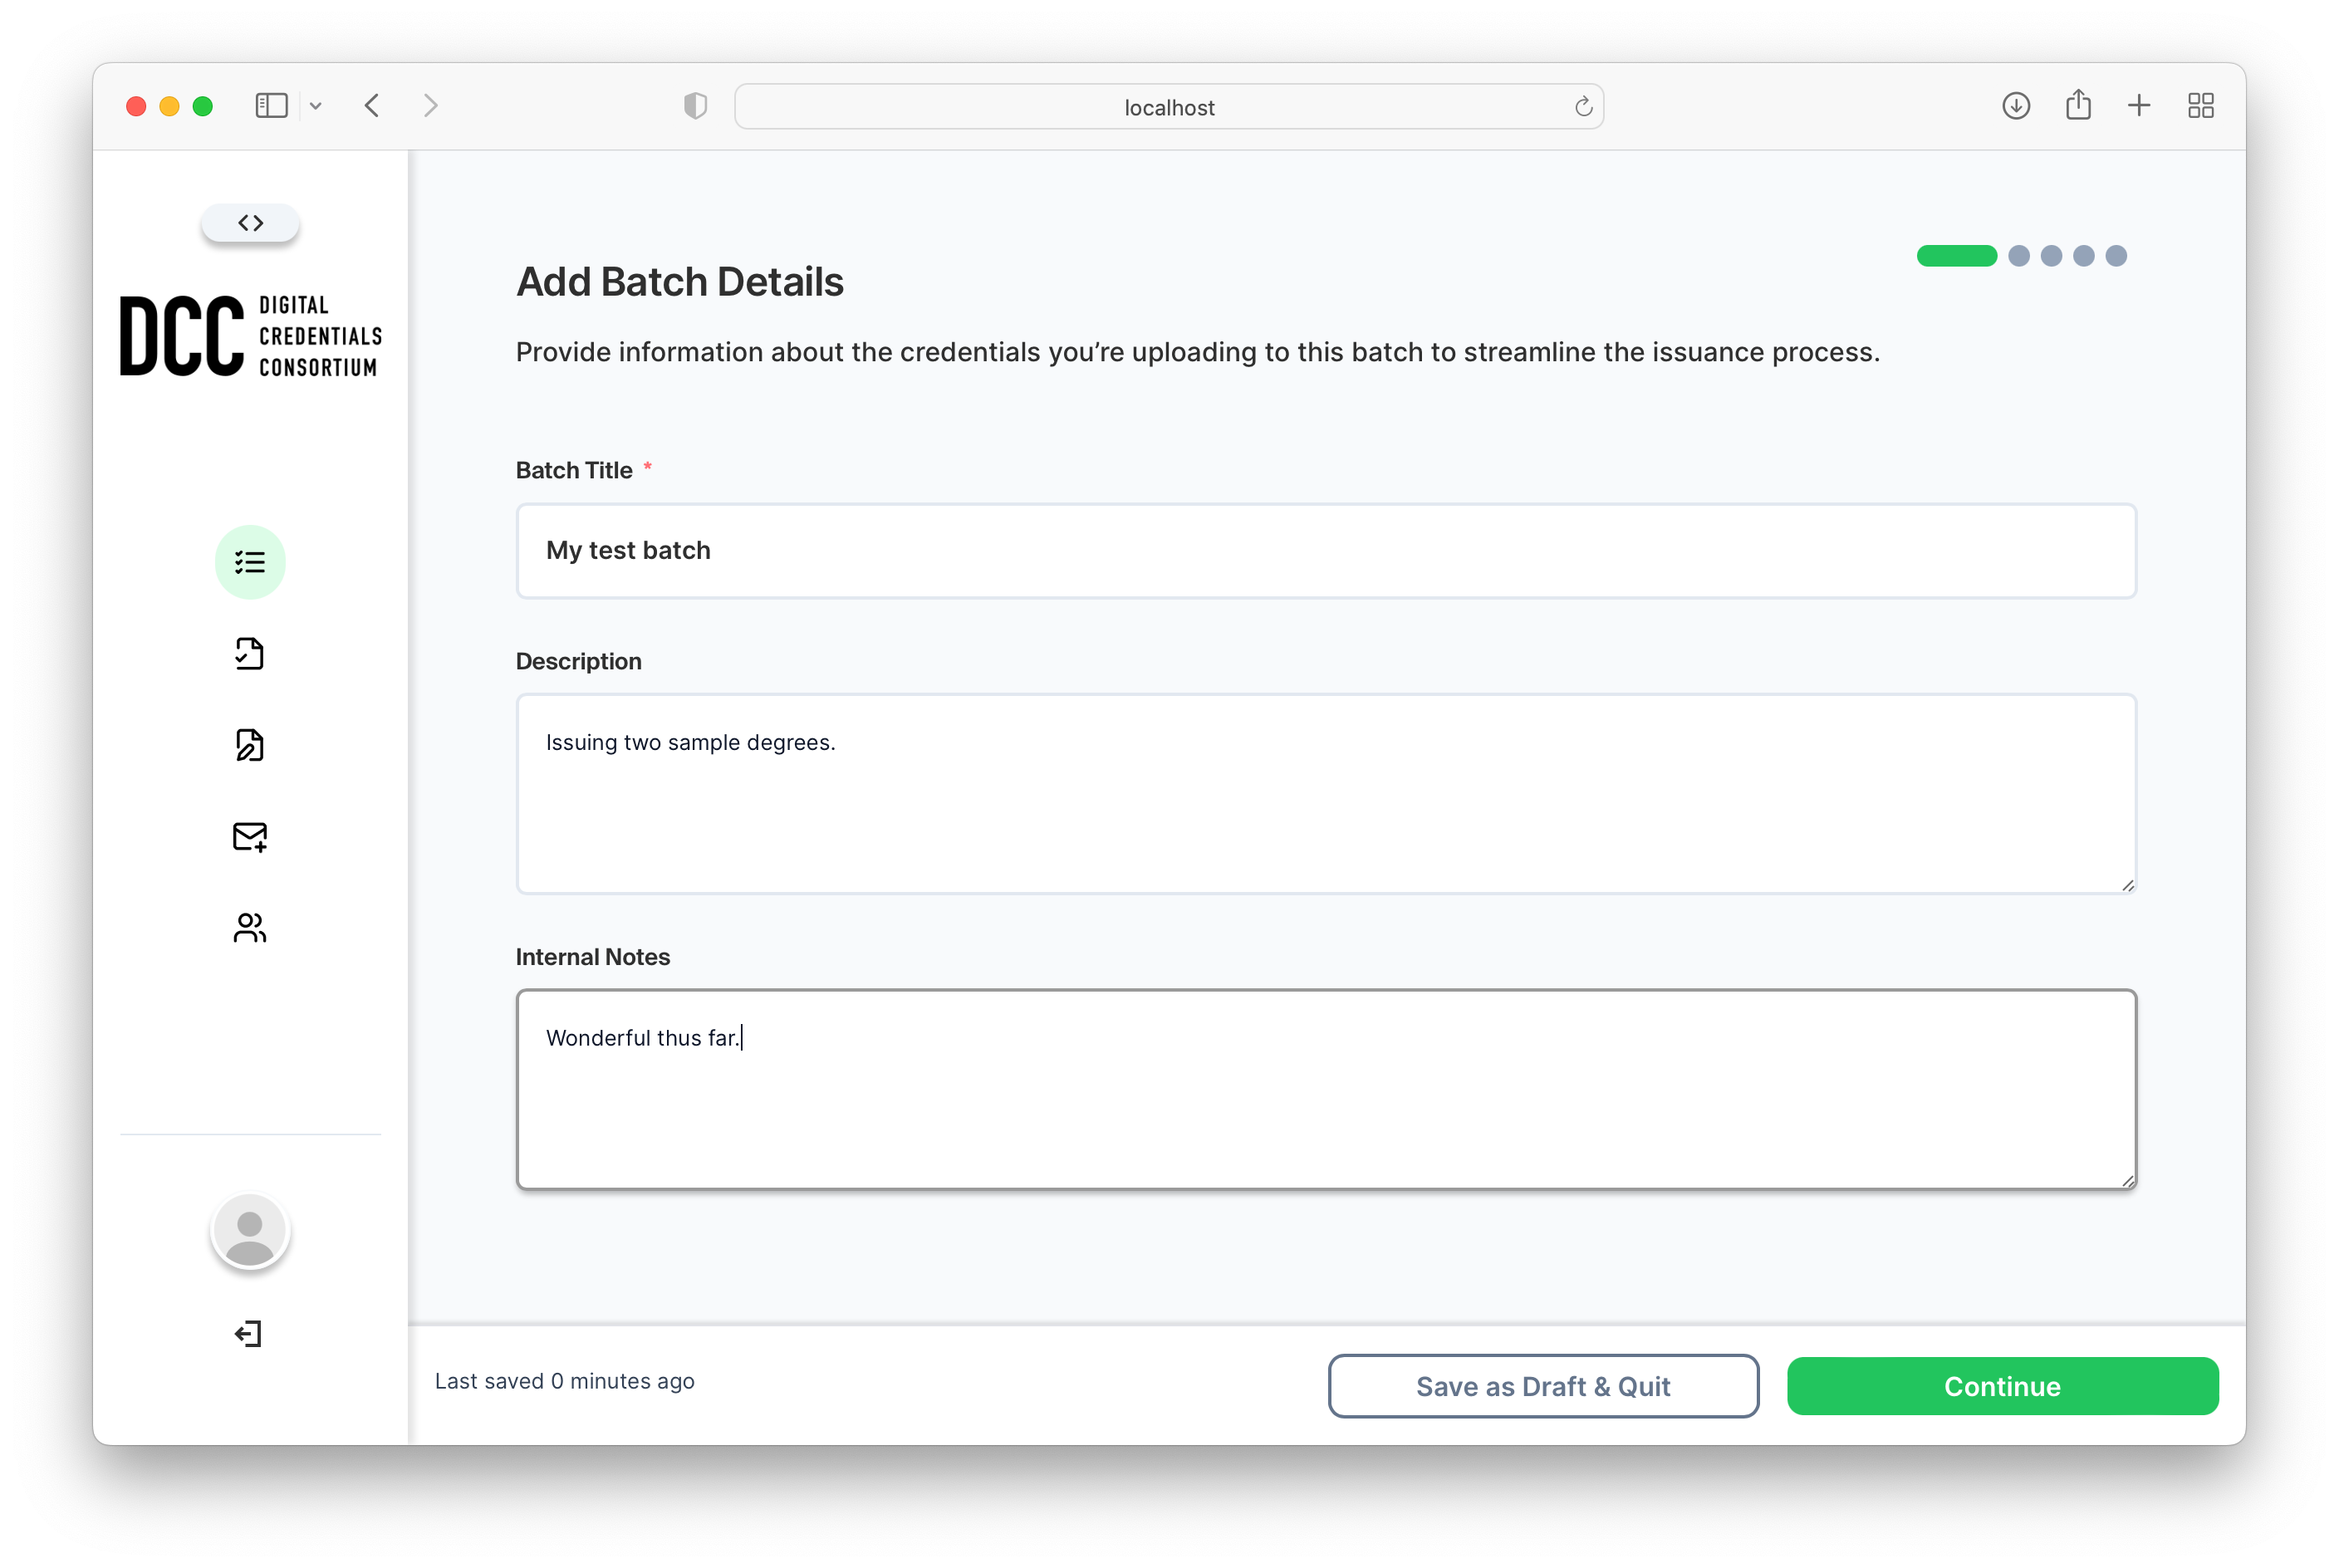 localhost
DCC DIGITAL
CREDENTIALS
CONSORTIUM
Add Batch Details
Provide information about the credentials you’re uploading to this batch to streamline the issuance process.
Batch Title *
My test batch
Description
Issuing two sample degrees.
Internal Notes
Wonderful thus far.
Last saved 0 minutes ago
Save as Draft & Quit
Continue